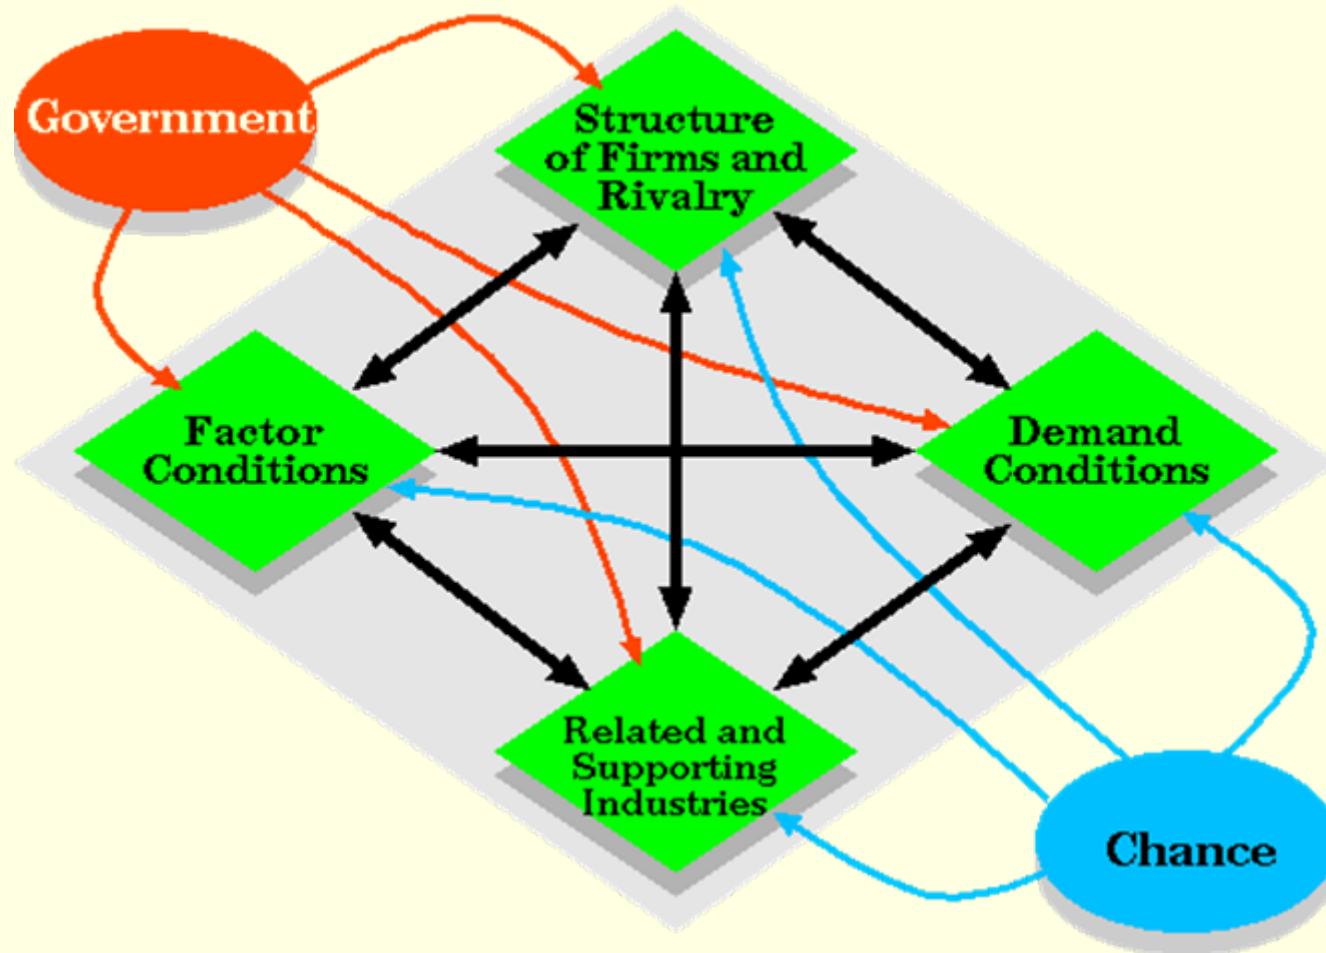 Government
Structure
of Firms and
Rivalry
Factor
Conditions
Demand
Conditions
Related and
Supporting
Industries
Chance